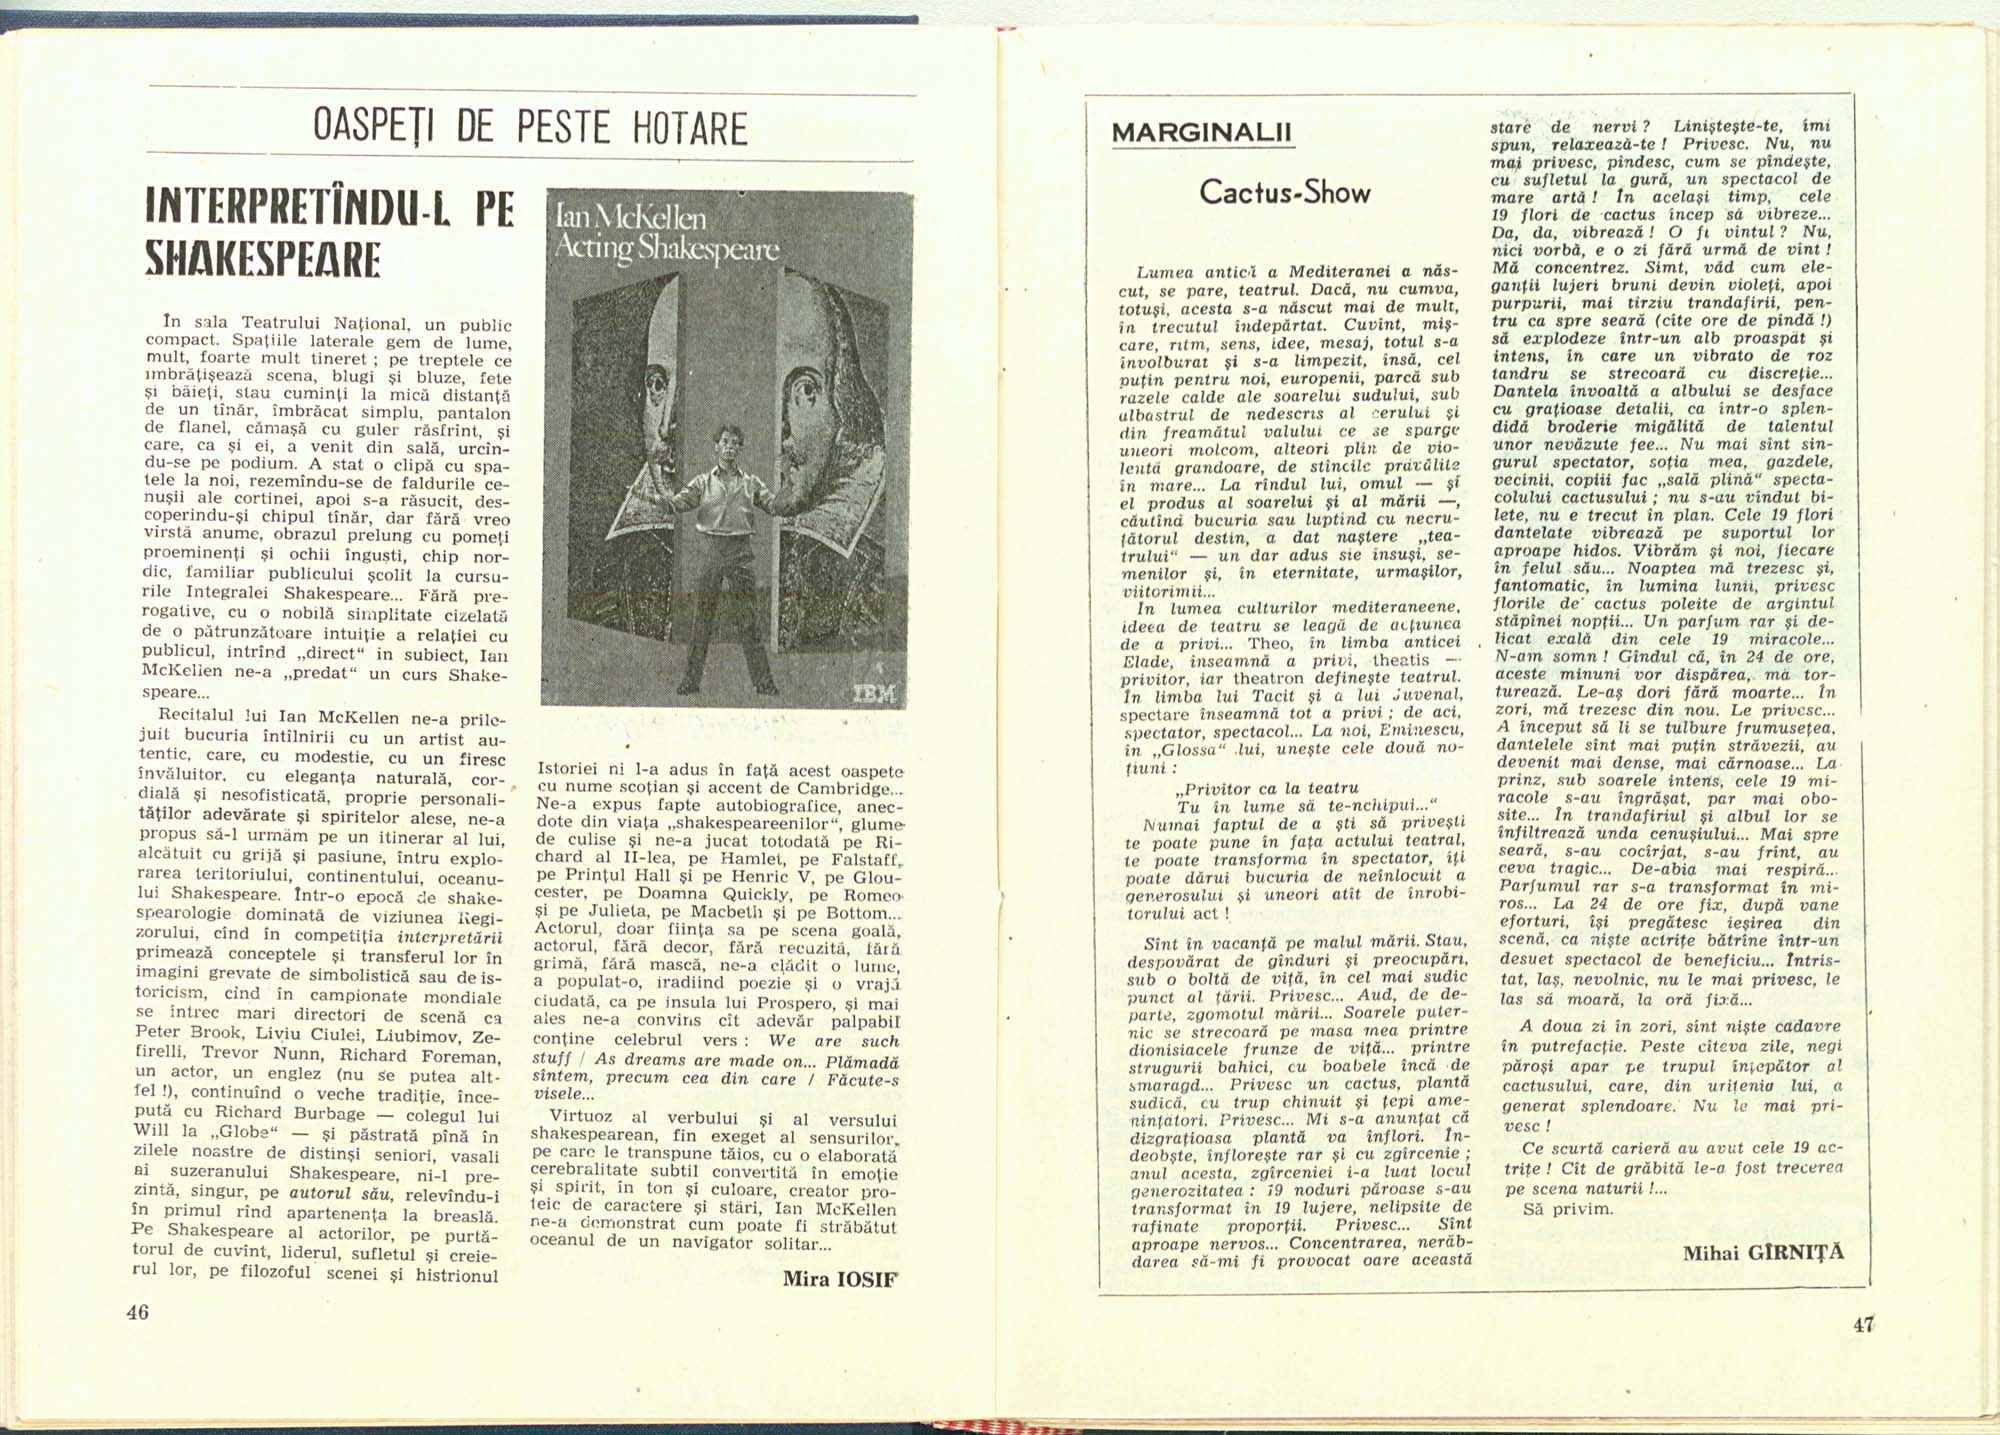 OASPEȚI DE PESTE HOTARE
INTERPRETÎNDU-L PE
SHAKESPEARE
În sala Teatrului Național, un public
compact. Spațiile laterale gem de lume,
mult, foarte mult tineret ; pe treptele ce
îmbrățișează scena, blugi și bluze, fete
și băieți, stau cuminți la mică distanță
de un tînăr, îmbrăcat simplu, pantalon
de flanel, cămașă cu guler răsfrînt, și
care, ca și ei, a venit din sală, urcîn-
du-se pe podium. A stat o clipă cu spa-
tele la noi, rezemîndu-se de faldurile ce-
nușii ale cortinei, apoi s-a răsucit, des-
coperindu-și chipul tînăr, dar fără vreo
vîrstă anume, obrazul prelung cu pomeți
proeminenți și ochii înguști, chip nor-
dic, familiar publicului școlit la cursu-
rile Integralei Shakespeare... Fără pre-
rogative, cu o nobilă simplitate cizelată
de o pătrunzătoare intuiție a relației cu
publicul, intrînd „direct“ in subiect, Ian
McKellen ne-a „predat“ un curs Shake-
speare...
Recitalul lui Ian McKellen ne-a prile-
juit bucuria întîlnirii cu un artist au-
tentic, care, cu modestie, cu un firesc
învăluitor, cu eleganța naturală, cor-
dială și nesofisticată, proprie personali-
tăților adevărate și spiritelor alese, ne-a
propus să-l urmăm pe un itinerar al lui,
alcătuit cu grijă și pasiune, întru explo-
rarea teritoriului, continentului, oceanu-
lui Shakespeare. Într-o epocă de shake-
spearologie dominată de viziunea Regi-
zorului, cînd în competiția interpretării
primează conceptele și transferul lor în
imagini grevate de simbolistică sau de is-
toricism, cînd în campionate mondiale
se întrec mari directori de scenă ca
Peter Brook, Liviu Ciulei, Liubimov, Ze-
firelli, Trevor Nunn, Richard Foreman,
un actor, un englez (nu se putea alt-
fel !), continuînd o veche tradiție, înce-
pută cu Richard Burbage — colegul lui
Will la „Globe“ — și păstrată pînă în
zilele noastre de distinși seniori, vasali
ai suzeranului Shakespeare, ni-l pre-
zintă, singur, pe autorul său, relevîndu-i
în primul rînd apartenența la breaslă.
Pe Shakespeare al actorilor, pe purtă-
torul de cuvînt, liderul, sufletul și creie-
rul lor, pe filozoful scenei și histrionul
Ian McKellen
Acting Shakespeare
IBM
Istoriei ni l-a adus în față acest oaspete
cu nume scoțian și accent de Cambridge...
Ne-a expus fapte autobiografice, anec-
dote din viața „shakespeareenilor“, glume
de culise și ne-a jucat totodată pe Ri-
chard al II-lea, pe Hamlet, pe Falstaff,
pe Prințul Hall și pe Henric V, pe Glou-
cester, pe Doamna Quickly, pe Romeo
și pe Julieta, pe Macbeth și pe Bottom...
Actorul, doar ființa sa pe scena goală,
actorul, fără decor, fără recuzită, fără
grimă, fără mască, ne-a clădit o lume,
a populat-o, iradiind poezie și o vrajă
ciudată, ca pe insula lui Prospero, și mai
ales ne-a convins cît adevăr palpabil
conține celebrul vers : We are such
stuff / As dreams are made on... Plămadă
sîntem, precum cea din care / Făcute-s
visele...
Virtuoz al verbului și al versului
shakespearean, fin exeget al sensurilor,
pe care le transpune tăios, cu o elaborată
cerebralitate subtil convertită în emoție
și spirit, în ton și culoare, creator pro-
teic de caractere și stări, Ian McKellen
ne-a demonstrat cum poate fi străbătut
oceanul de un navigator solitar...
Mira IOSIF
46
MARGINALII
Cactus-Show
Lumea antică a Mediteranei a năs-
cut, se pare, teatrul. Dacă, nu cumva,
totuși, acesta s-a născut mai de mult,
în trecutul îndepărtat. Cuvînt, miș-
care, ritm, sens, idee, mesaj, totul s-a
învolburat și s-a limpezit, însă, cel
puțin pentru noi, europenii, parcă sub
razele calde ale soarelui sudului, sub
albastrul de nedescris al cerului și
din freamătul valului ce se sparge
uneori molcom, alteori plin de vio-
lentă grandoare, de stîncile prăvălite
în mare... La rîndul lui, omul — și
el produs al soarelui și al mării —,
căutînd bucuria sau luptînd cu necru-
țătorul destin, a dat naștere „tea-
trului“ — un dar adus sie însuși, se-
menilor și, în eternitate, urmașilor,
viitorimii...
In lumea culturilor mediteraneene,
ideea de teatru se leagă de acțiunea
de a privi... Theo, în limba anticei
Elade, înseamnă a privi, theatis —
privitor, iar theatron definește teatrul.
În limba lui Tacit și a lui Juvenal,
spectare înseamnă tot a privi ; de aci,
spectator, spectacol... La noi, Eminescu,
în „Glossa“ lui, unește cele două no-
țiuni :
„Privitor ca la teatru
Tu în lume să te-nchipui...“
Numai faptul de a ști să privești
te poate pune în fața actului teatral,
te poate transforma în spectator, îți
poate dărui bucuria de neînlocuit a
generosului și uneori atît de înrobi-
torului act !
Sînt în vacanță pe malul mării. Stau,
despovărat de gînduri și preocupări,
sub o boltă de viță, în cel mai sudic
punct al țării. Privesc... Aud, de de-
parte, zgomotul mării... Soarele puter-
nic se strecoară pe masa mea printre
dionisiacele frunze de viță... printre
strugurii bahici, cu boabele încă de
smaragd... Privesc un cactus, plantă
sudică, cu trup chinuit și țepi ame-
nințători. Privesc... Mi s-a anunțat că
dizgrațioasa plantă va înflori. În-
deobște, înflorește rar și cu zgîrcenie ;
anul acesta, zgîrceniei i-a luat locul
generozitatea : 19 noduri păroase s-au
transformat în 19 lujere, nelipsite de
rafinate proporții. Privesc... Sînt
aproape nervos... Concentrarea, nerăb-
darea să-mi fi provocat oare această
stare de nervi ? Liniștește-te, îmi
spun, relaxează-te ! Privesc. Nu, nu
mai privesc, pîndesc, cum se pîndește,
cu sufletul la gură, un spectacol de
mare artă ! În același timp, cele
19 flori de cactus încep să vibreze...
Da, da, vibrează ! O fi vîntul ? Nu,
nici vorbă, e o zi fără urmă de vînt !
Mă concentrez. Simt, văd cum ele-
ganții lujeri bruni devin violeți, apoi
purpurii, mai tîrziu trandafirii, pen-
tru ca spre seară (cîte ore de pîndă !)
să explodeze într-un alb proaspăt și
intens, în care un vibrato de roz
tandru se strecoară cu discreție...
Dantela învoaltă a albului se desface
cu grațioase detalii, ca într-o splen-
didă broderie migălită de talentul
unor nevăzute fee... Nu mai sînt sin-
gurul spectator, soția mea, gazdele,
vecinii, copiii fac „sală plină“ specta-
colului cactusului ; nu s-au vîndut bi-
lete, nu e trecut în plan. Cele 19 flori
dantelate vibrează pe suportul lor
aproape hidos. Vibrăm și noi, fiecare
în felul său... Noaptea mă trezesc și,
fantomatic, în lumina lunii, privesc
florile de cactus poleite de argintul
stăpînei nopții... Un parfum rar și de-
licat exală din cele 19 miracole...
N-am somn ! Gîndul că, în 24 de ore,
aceste minuni vor dispărea, mă tor-
turează. Le-aș dori fără moarte... În
zori, mă trezesc din nou. Le privesc...
A început să li se tulbure frumusețea,
dantelele sînt mai puțin străvezii, au
devenit mai dense, mai cărnoase... La
prînz, sub soarele intens, cele 19 mi-
racole s-au îngrășat, par mai obo-
site... În trandafiriul și albul lor se
înfiltrează unda cenușiului... Mai spre
seară, s-au cocîrjat, s-au frînt, au
ceva tragic... De-abia mai respiră...
Parfumul rar s-a transformat în mi-
ros... La 24 de ore fix, după vane
eforturi, își pregătesc ieșirea din
scenă, ca niște actrițe bătrîne într-un
desuet spectacol de beneficiu... Întris-
tat, laș, nevolnic, nu le mai privesc, le
las să moară, la oră fixă...
A doua zi în zori, sînt niște cadavre
în putrefacție. Peste cîteva zile, negi
păroși apar pe trupul înțepător al
cactusului, care, din urîțenia lui, a
generat splendoare. Nu le mai pri-
vesc !
Ce scurtă carieră au avut cele 19 ac-
trițe ! Cît de grăbită le-a fost trecerea
pe scena naturii !...
Să privim.
Mihai GÎRNIȚĂ
47